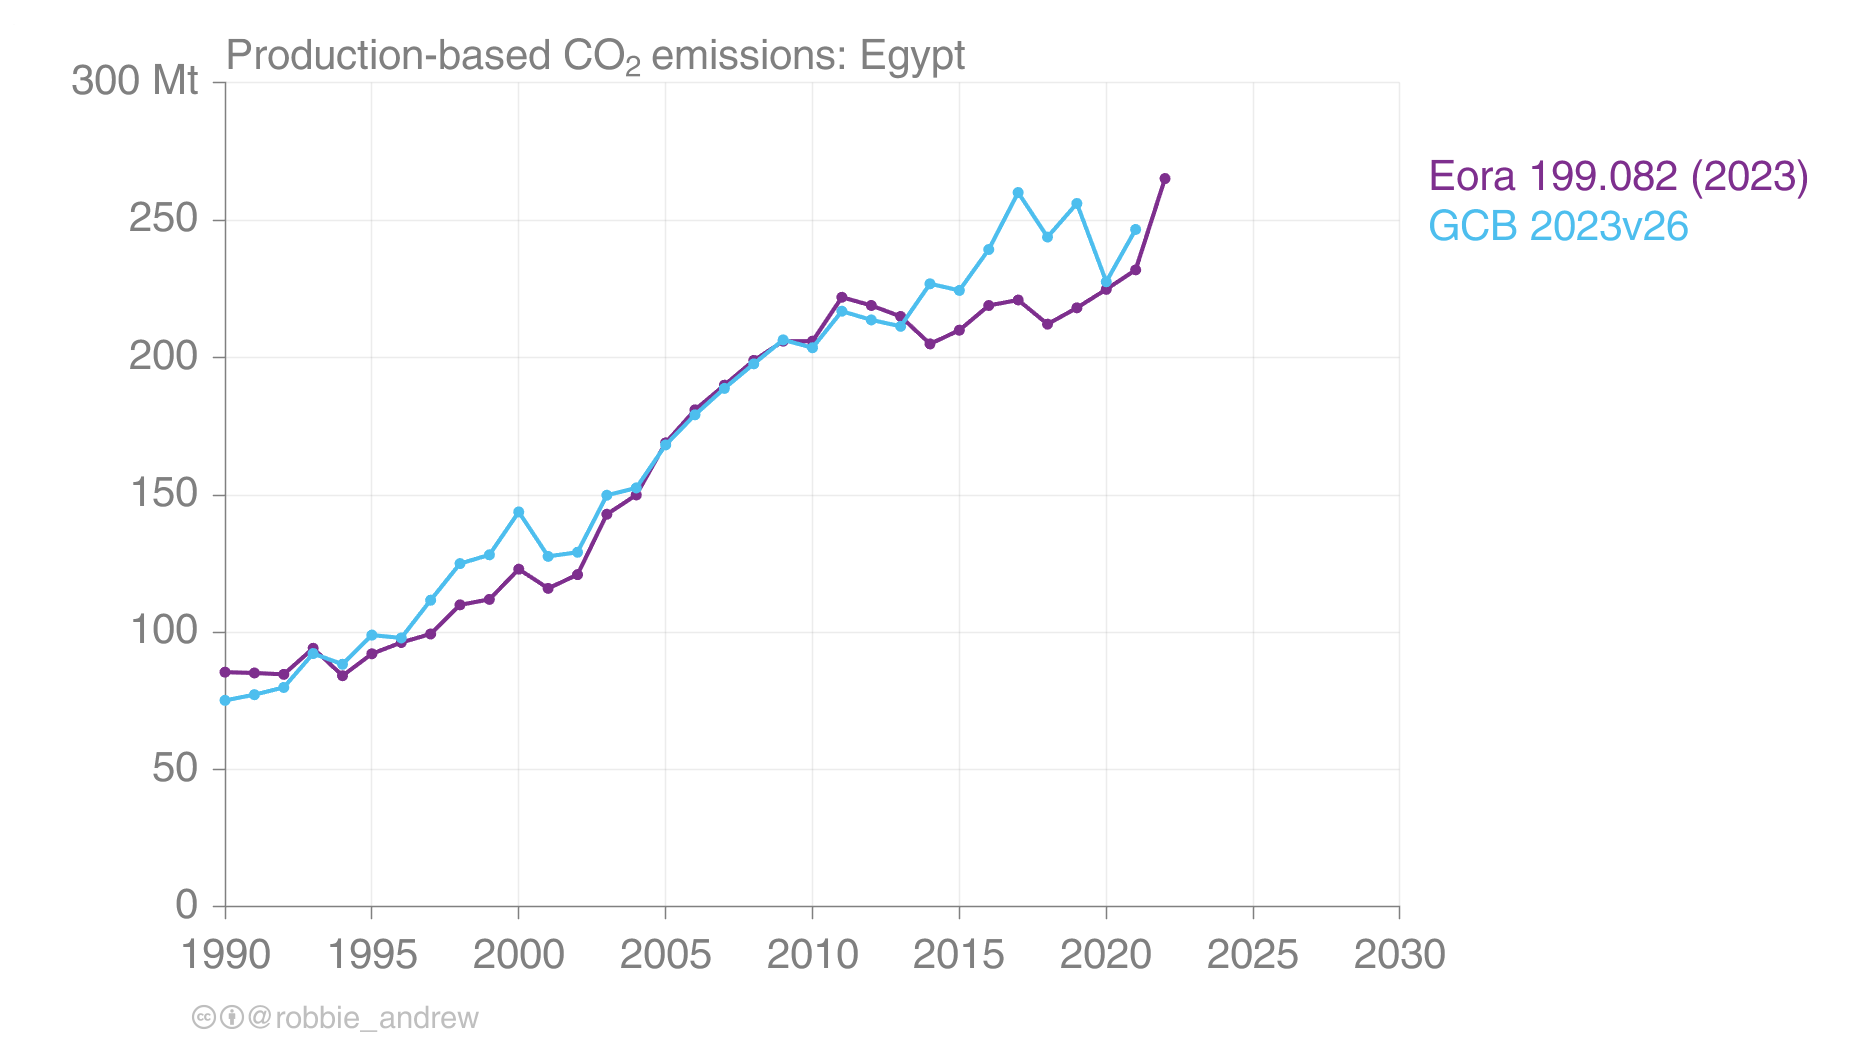 Production-based CO₂ emissions: Egypt
300 Mt
250
200
150
100
50
0
1990 1995 2000 2005 2010 2015 2020 2025 2030
Eora 199.082 (2023)
GCB 2023v26
cc @robbie_andrew